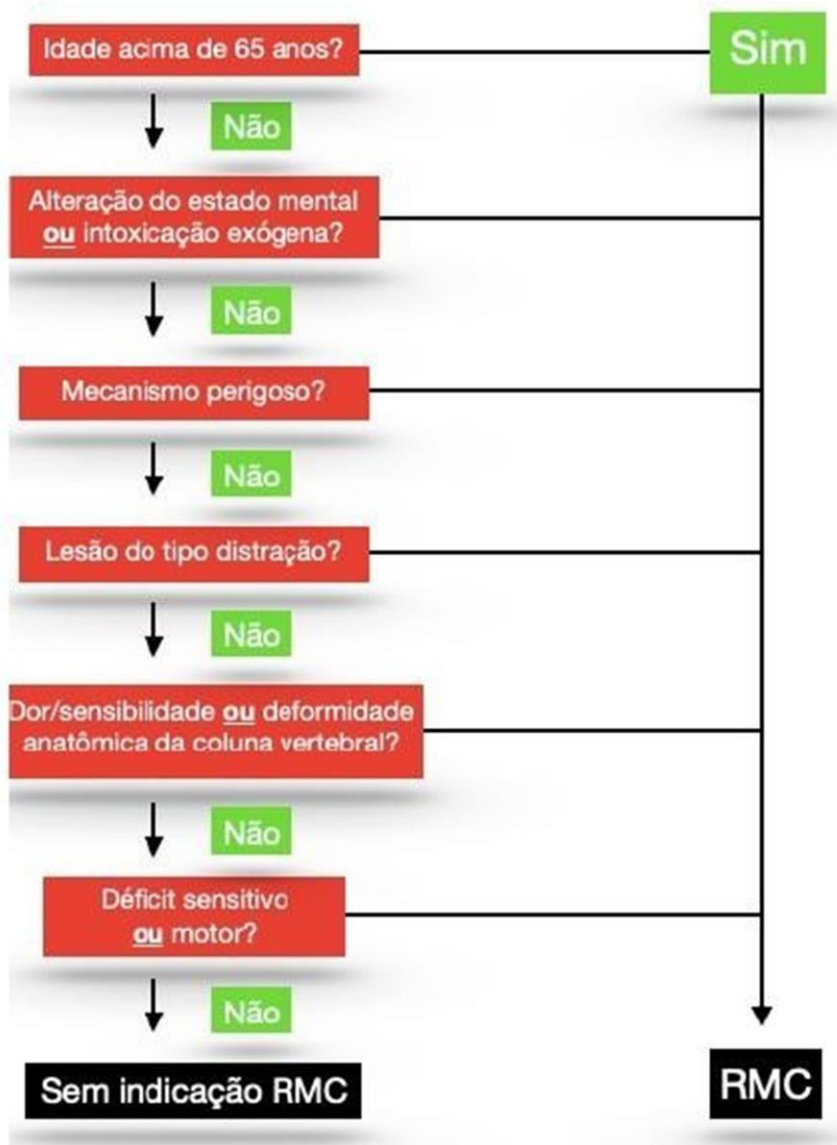 Idade acima de 65 anos?
Sim
Não
Alteração do estado mental
ou intoxicação exógena?
Não
Mecanismo perigoso?
Não
Lesão do tipo distração?
Não
Dor/sensibilidade ou deformidade
anatômica da coluna vertebral?
Não
Déficit sensitivo
ou motor?
Não
Sem indicação RMC
RMC